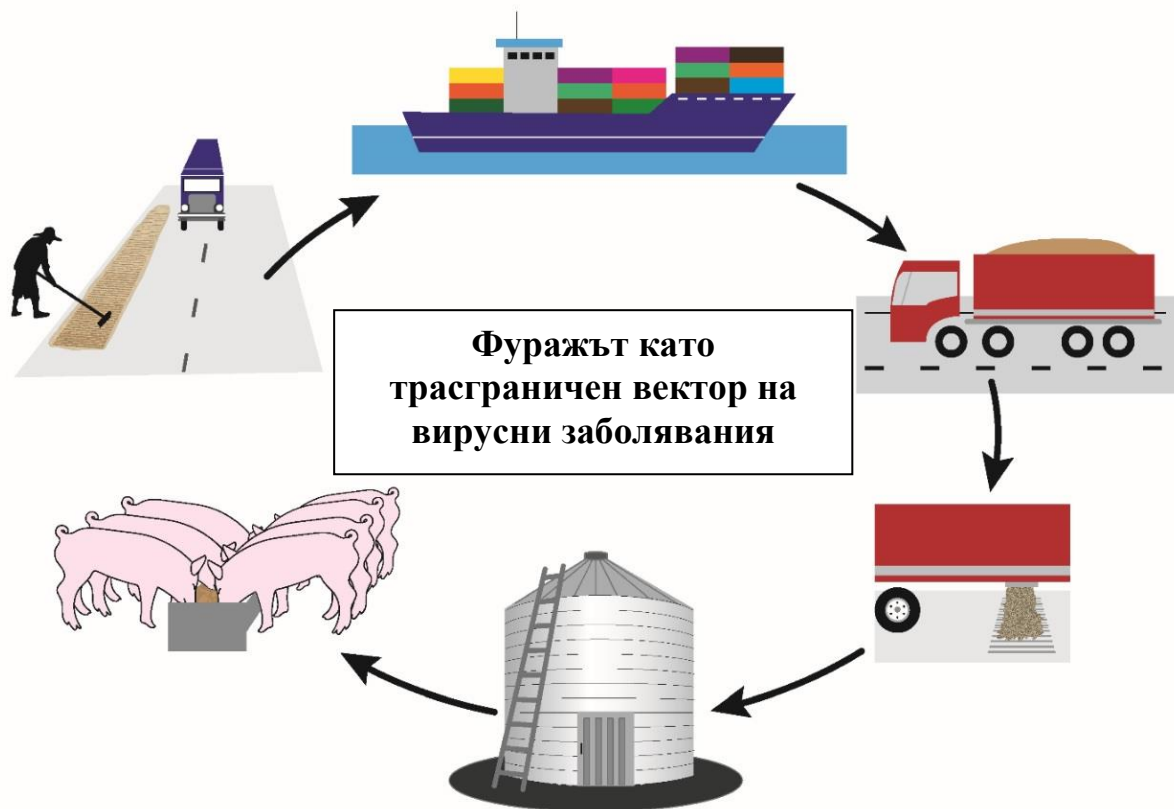 Фуражът като
трасграничен вектор на
вирусни заболявания